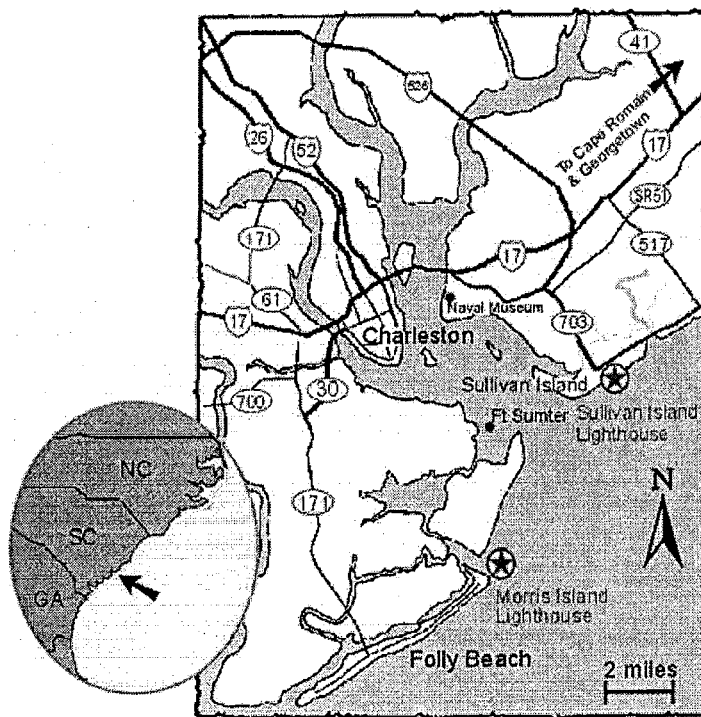 41
526
26
52
To Cape Romain
& Georgetown
17
SR51
171
517
17
61
Naval Museum
17
703
Charleston
30
Sullivan Island
700
Ft Sumter
Sullivan Island
Lighthouse
NC
N
171
SC
GA
Morris Island
Lighthouse
Folly Beach
2 miles